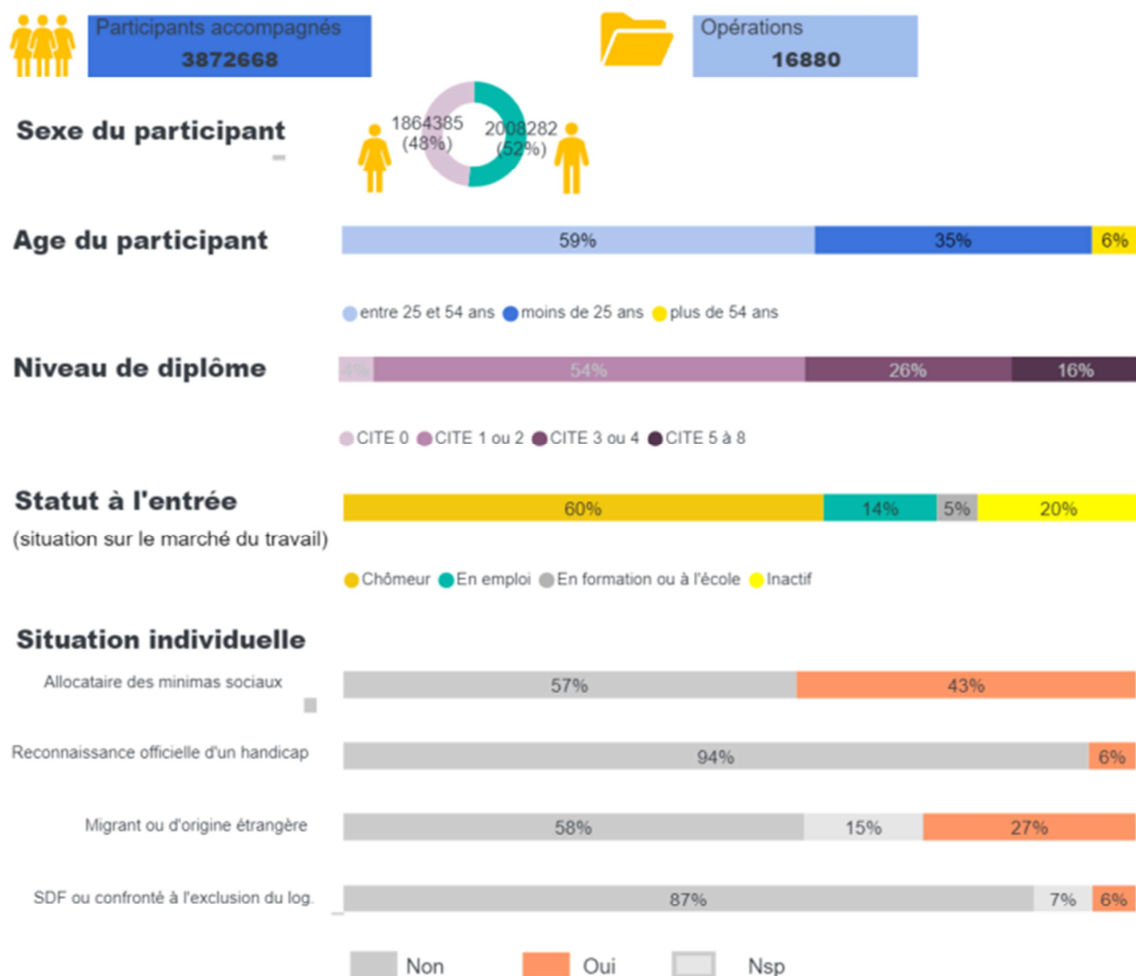 Participants accompagnés
3872668
Opérations
16880
Sexe du participant
1864385
(48%)
2008282
(52%)
Age du participant
59%
35%
6%
entre 25 et 54 ans
moins de 25 ans
plus de 54 ans
Niveau de diplôme
4%
54%
26%
16%
CITE 0
CITE 1 ou 2
CITE 3 ou 4
CITE 5 à 8
Statut à l'entrée
(situation sur le marché du travail)
60%
14%
5%
20%
Chômeur
En emploi
En formation ou à l'école
Inactif
Situation individuelle
Allocataire des minimas sociaux
57%
43%
Reconnaissance officielle d'un handicap
94%
6%
Migrant ou d'origine étrangère
58%
15%
27%
SDF ou confronté à l'exclusion du log.
87%
7%
6%
Non
Oui
Nsp